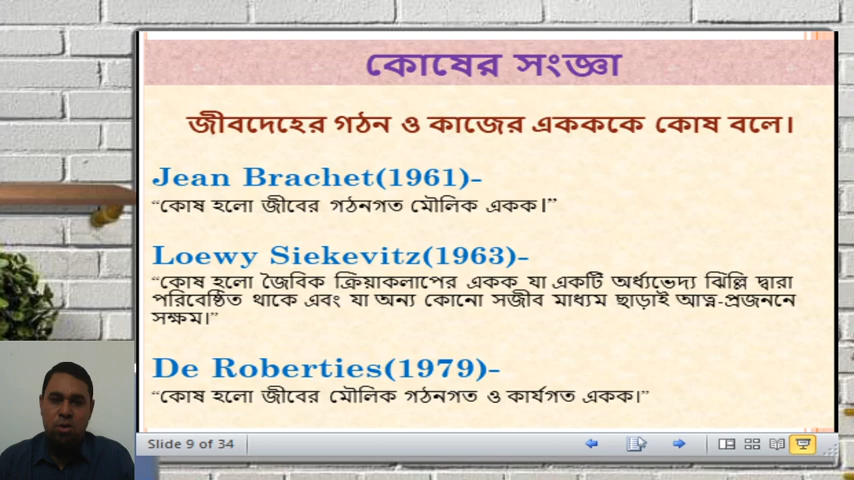 কোষের সংজ্ঞা
জীবদেহের গঠন ও কাজের একককে কোষ বলে।
Jean Brachet(1961)-
“কোষ হলো জীবের গঠনগত মৌলিক একক।”
Loewy Siekevitz(1963)-
“কোষ হলো জৈবিক ক্রিয়াকলাপের একক যা একটি অর্ধ্যভেদ্য ঝিল্লি দ্বারা
পরিবেষ্ঠিত থাকে এবং যা অন্য কোনো সজীব মাধ্যম ছাড়াই আত্ন-প্রজননে
সক্ষম।”
De Roberties(1979)-
“কোষ হলো জীবের মৌলিক গঠনগত ও কার্যগত একক।”
Slide 9 of 34